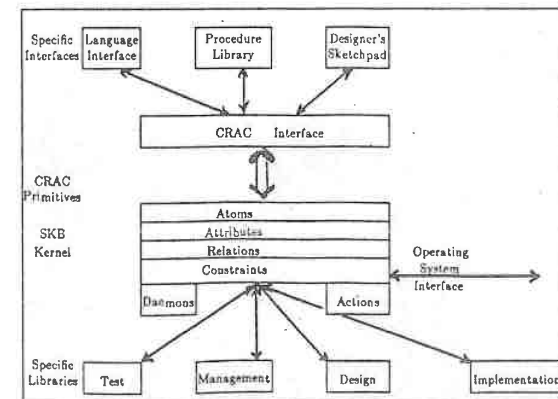 Specific
Interfaces
Language
Interface
Procedure
Library
Designer's
Sketchpad
CRAC Interface
CRAC
Primitives
SKB
Kernel
Atoms
Attributes
Relations
Constraints
Daemons
Actions
Operating
System
Interface
Specific
Libraries
Test
Management
Design
Implementation